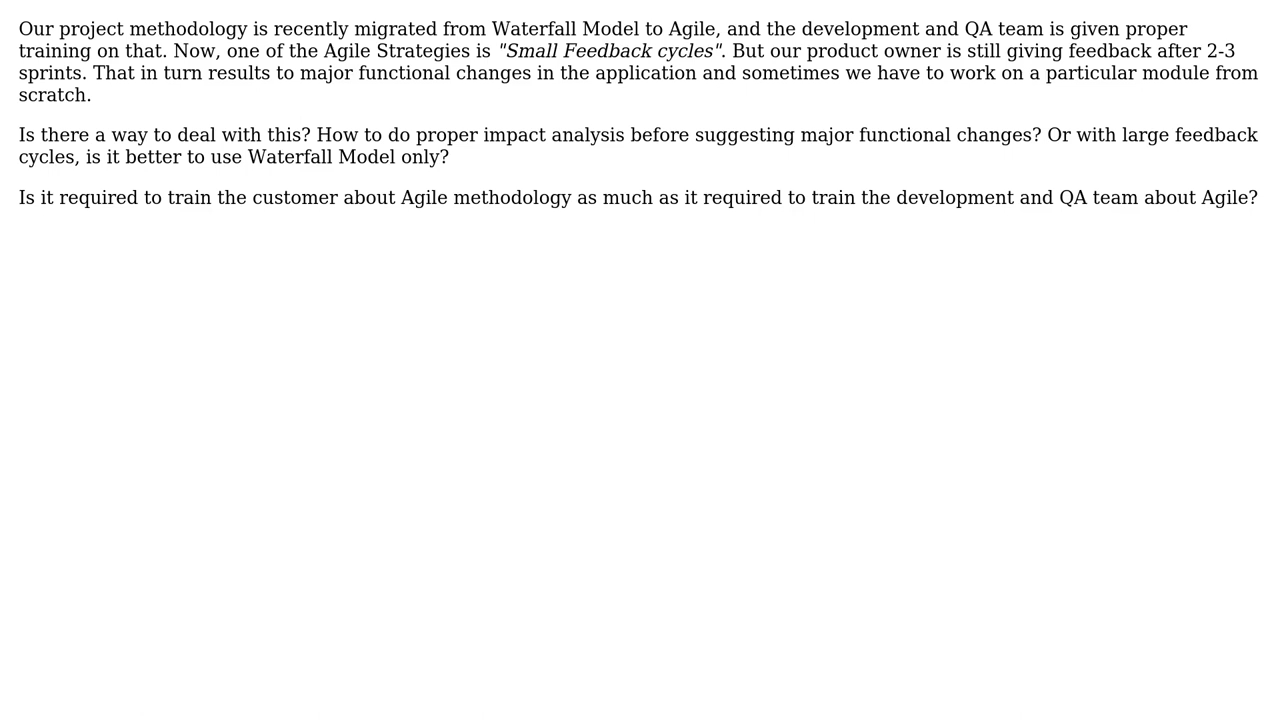 Our project methodology is recently migrated from Waterfall Model to Agile, and the development and QA team is given proper
training on that. Now, one of the Agile Strategies is "Small Feedback cycles". But our product owner is still giving feedback after 2-3
sprints. That in turn results to major functional changes in the application and sometimes we have to work on a particular module from
scratch.
Is there a way to deal with this? How to do proper impact analysis before suggesting major functional changes? Or with large feedback
cycles, is it better to use Waterfall Model only?
Is it required to train the customer about Agile methodology as much as it required to train the development and QA team about Agile?